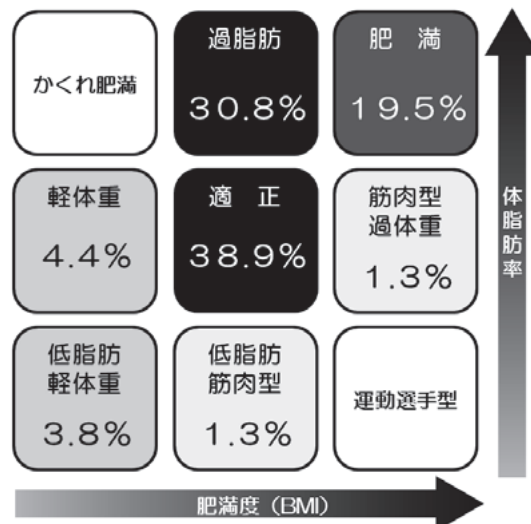 かくれ肥満
過脂肪
30.8%
肥 満
19.5%
軽体重
4.4%
適 正
38.9%
筋肉型
過体重
1.3%
低脂肪
軽体重
3.8%
低脂肪
筋肉型
1.3%
運動選手型
体脂肪率
肥満度（BMI）